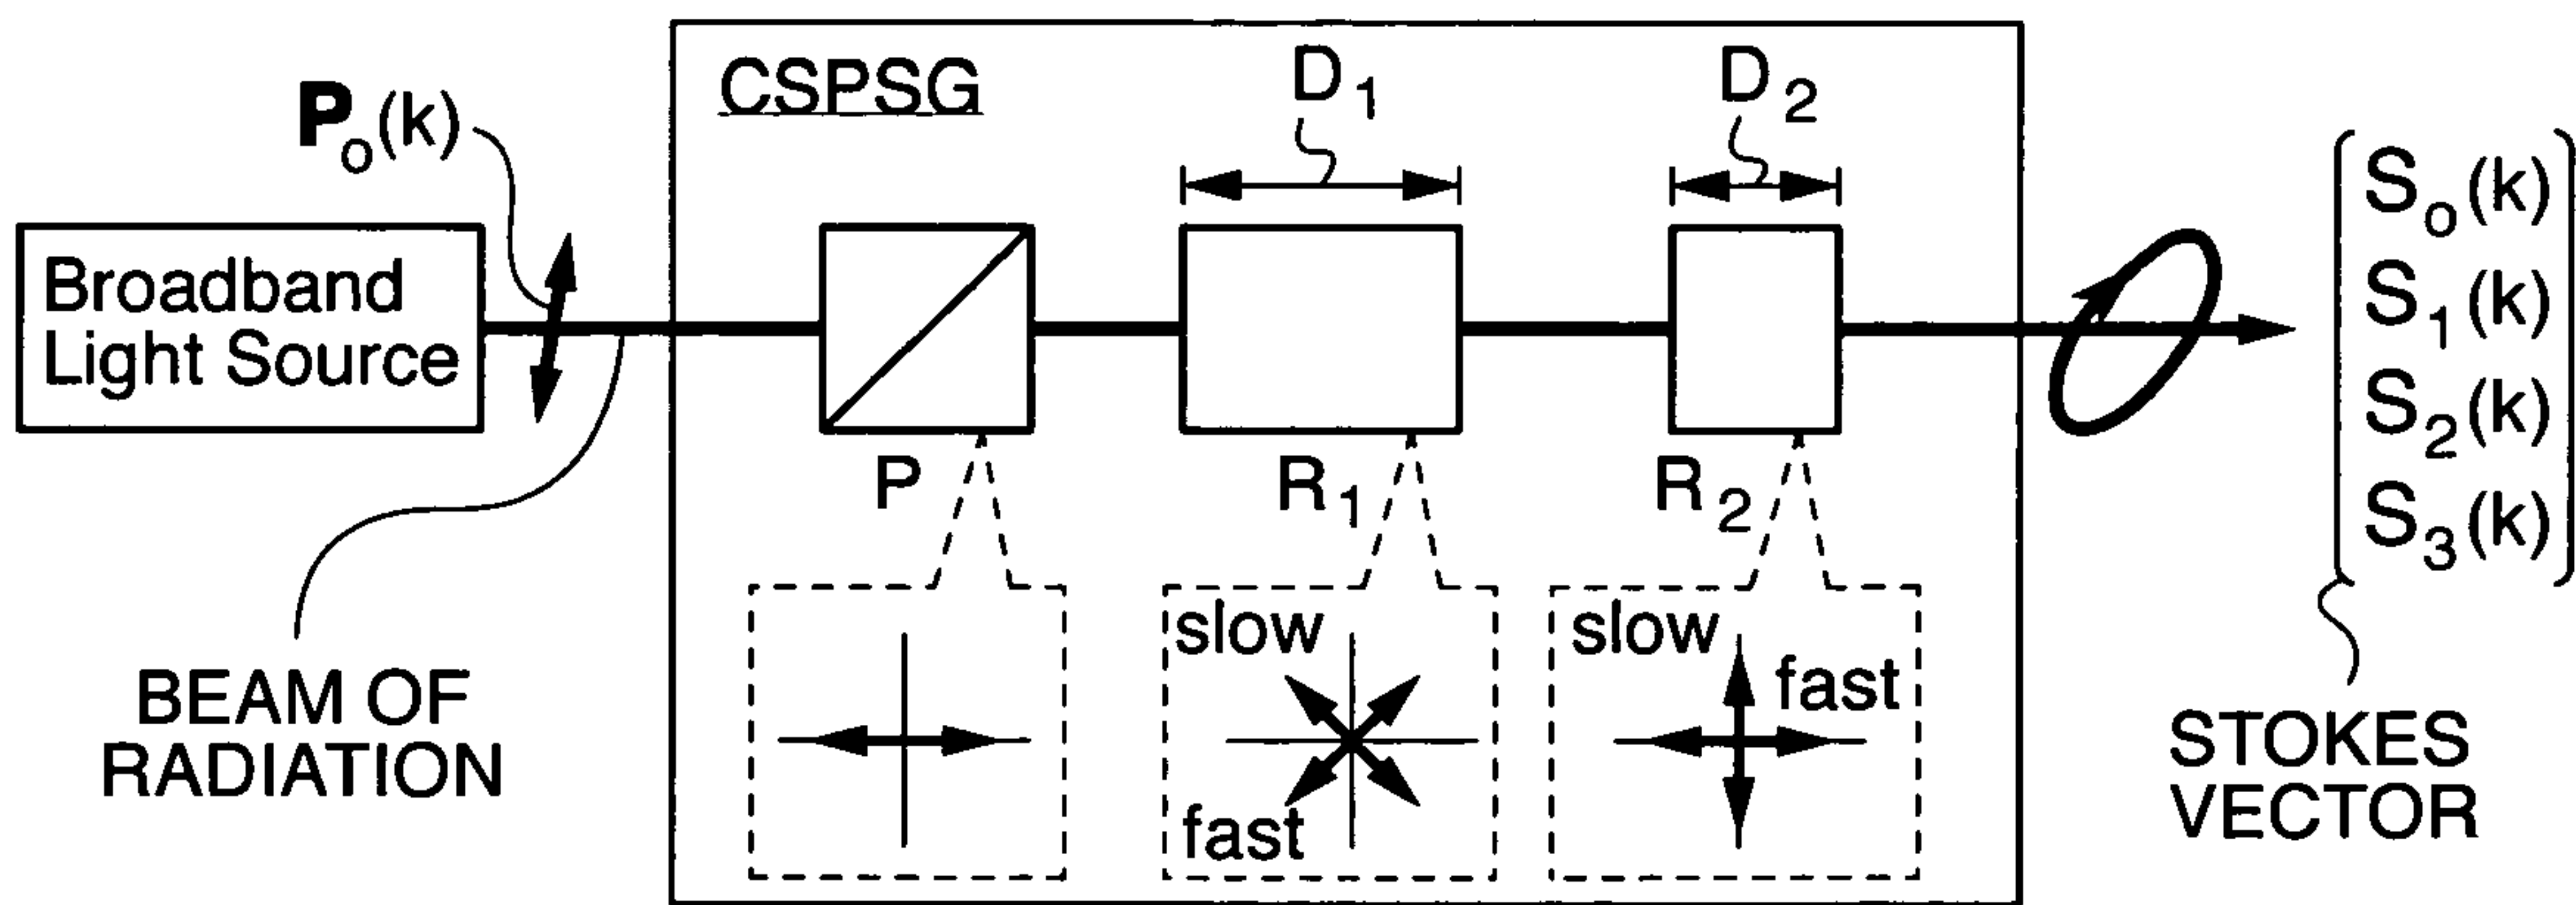 CSPSG
D1
D2
Po(k)
Broadband
Light Source
P
R1
R2
So(k)
S1(k)
S2(k)
S3(k)
slow
fast
slow
fast
BEAM OF
RADIATION
STOKES
VECTOR